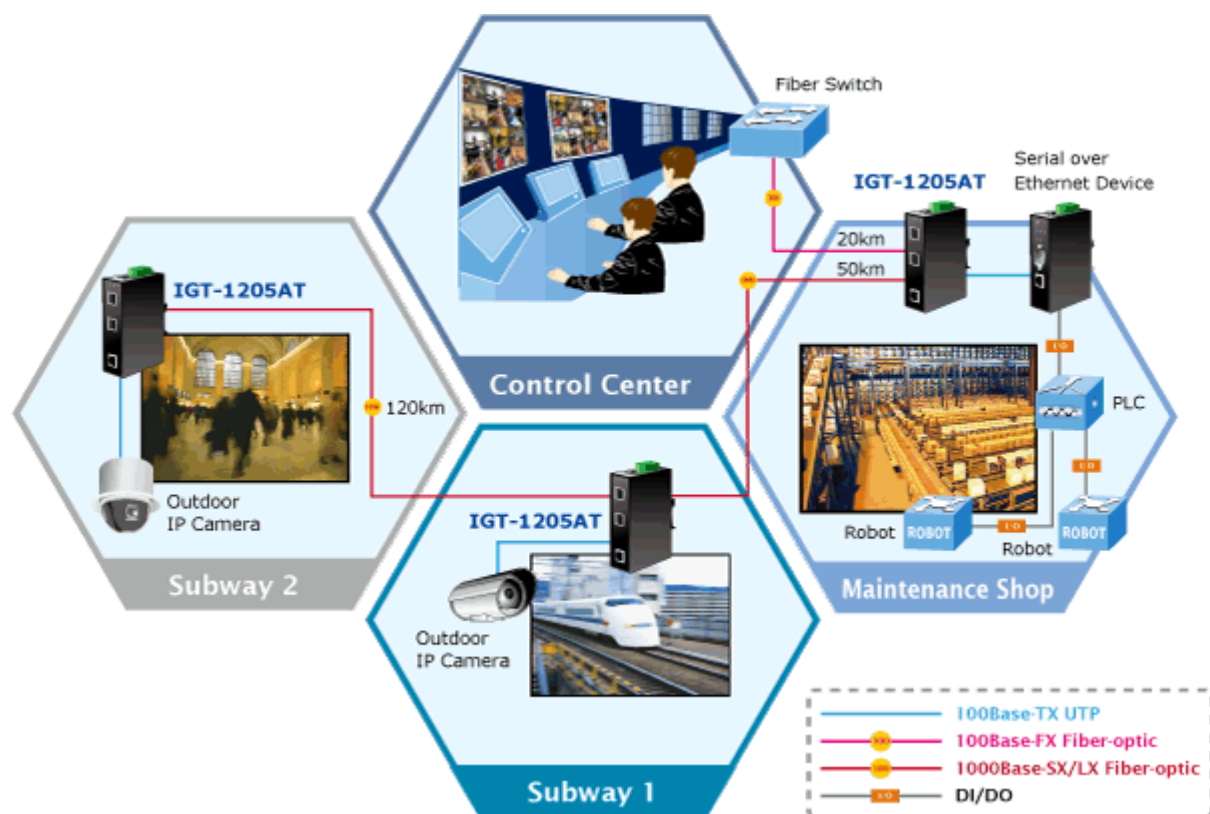 Fiber Switch
Serial over
Ethernet Device
IGT-1205AT
20km
50km
IGT-1205AT
120km
Control Center
I/O
PLC
I/O
Outdoor
IP Camera
IGT-1205AT
Robot
ROBOT
I/O
Robot
ROBOT
Subway 2
Maintenance Shop
Outdoor
IP Camera
Subway 1
100Base-TX UTP
100 100Base-FX Fiber-optic
1000 1000Base-SX/LX Fiber-optic
I/O DI/DO